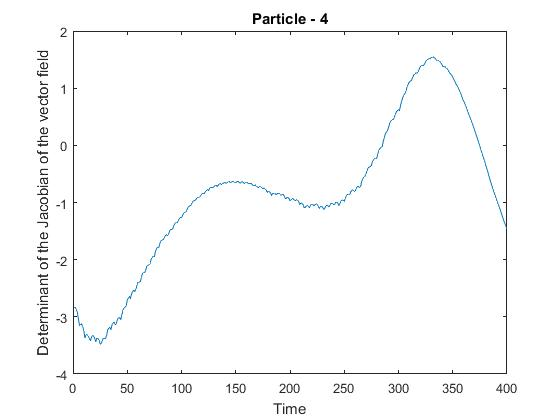 Particle - 4
Determinant of the Jacobian of the vector field
2
1
0
-1
-2
-3
-4
0 50 100 150 200 250 300 350 400
Time